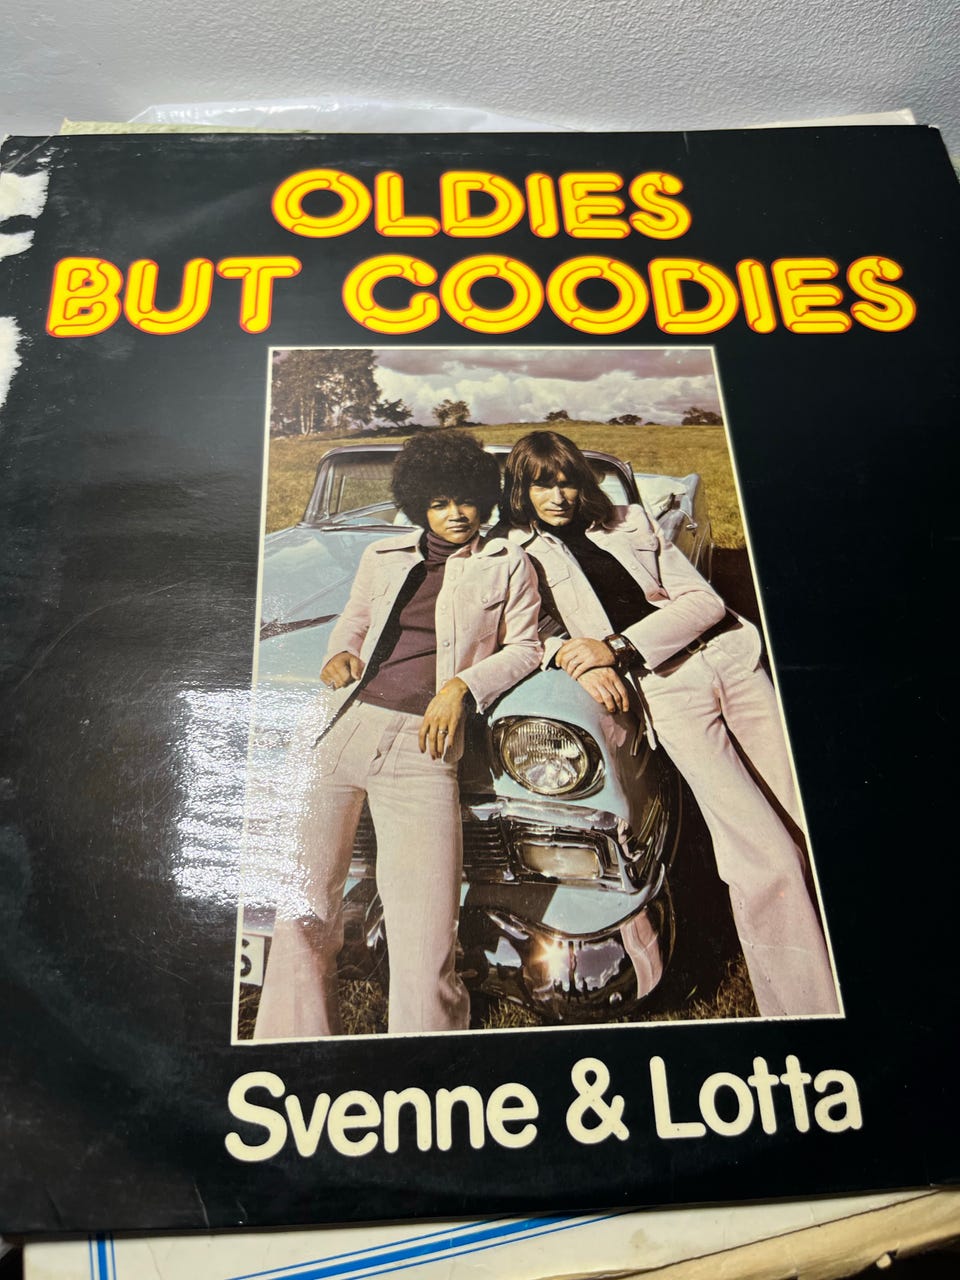 OLDIES
BUT GOODIES
S
Svenne & Lotta